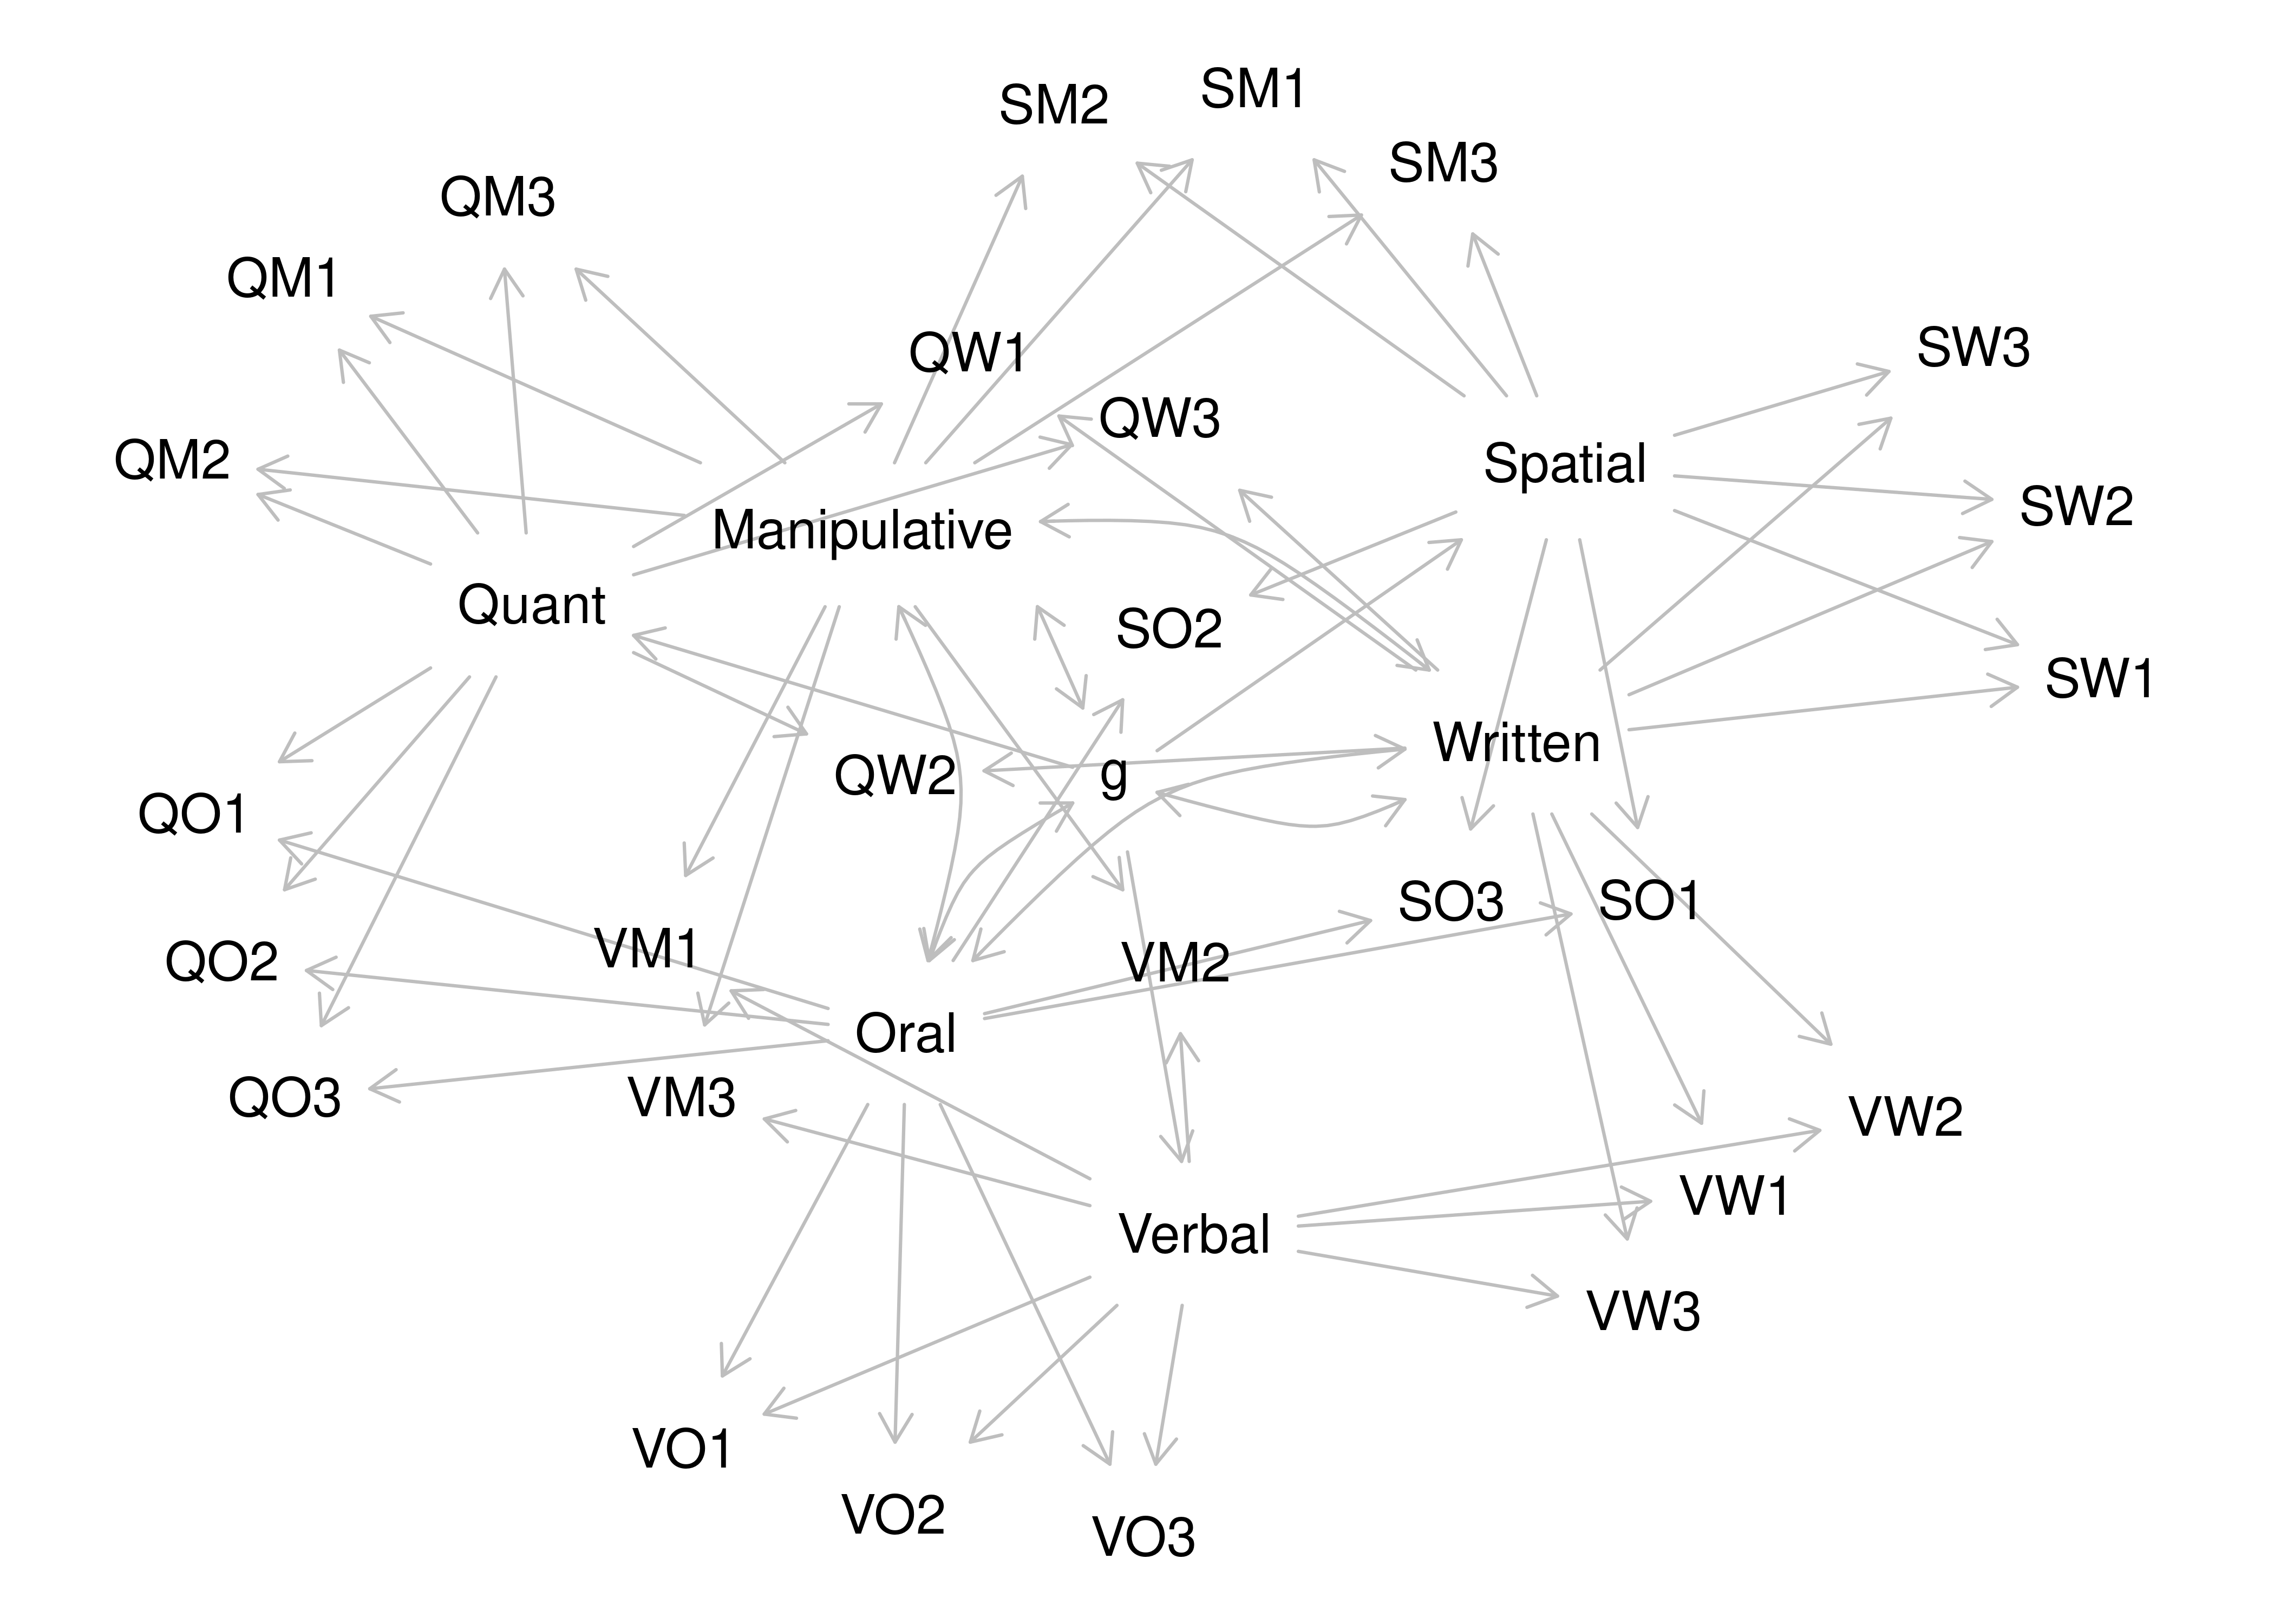 SM1
SM2
SM3
QM3
QM1
QW1
SW3
QW3
QM2
Spatial
SW2
Manipulative
Quant
SO2
SW1
Written
QW2
g
QO1
SO3
SO1
VM1
QO2
VM2
Oral
QO3
VM3
VW2
VW1
Verbal
VW3
VO1
VO2
VO3